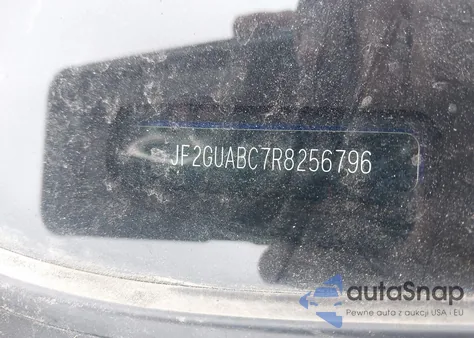 JF2GUABC7R8256796
autaSnap
Pewne auta z aukcji USA i EU